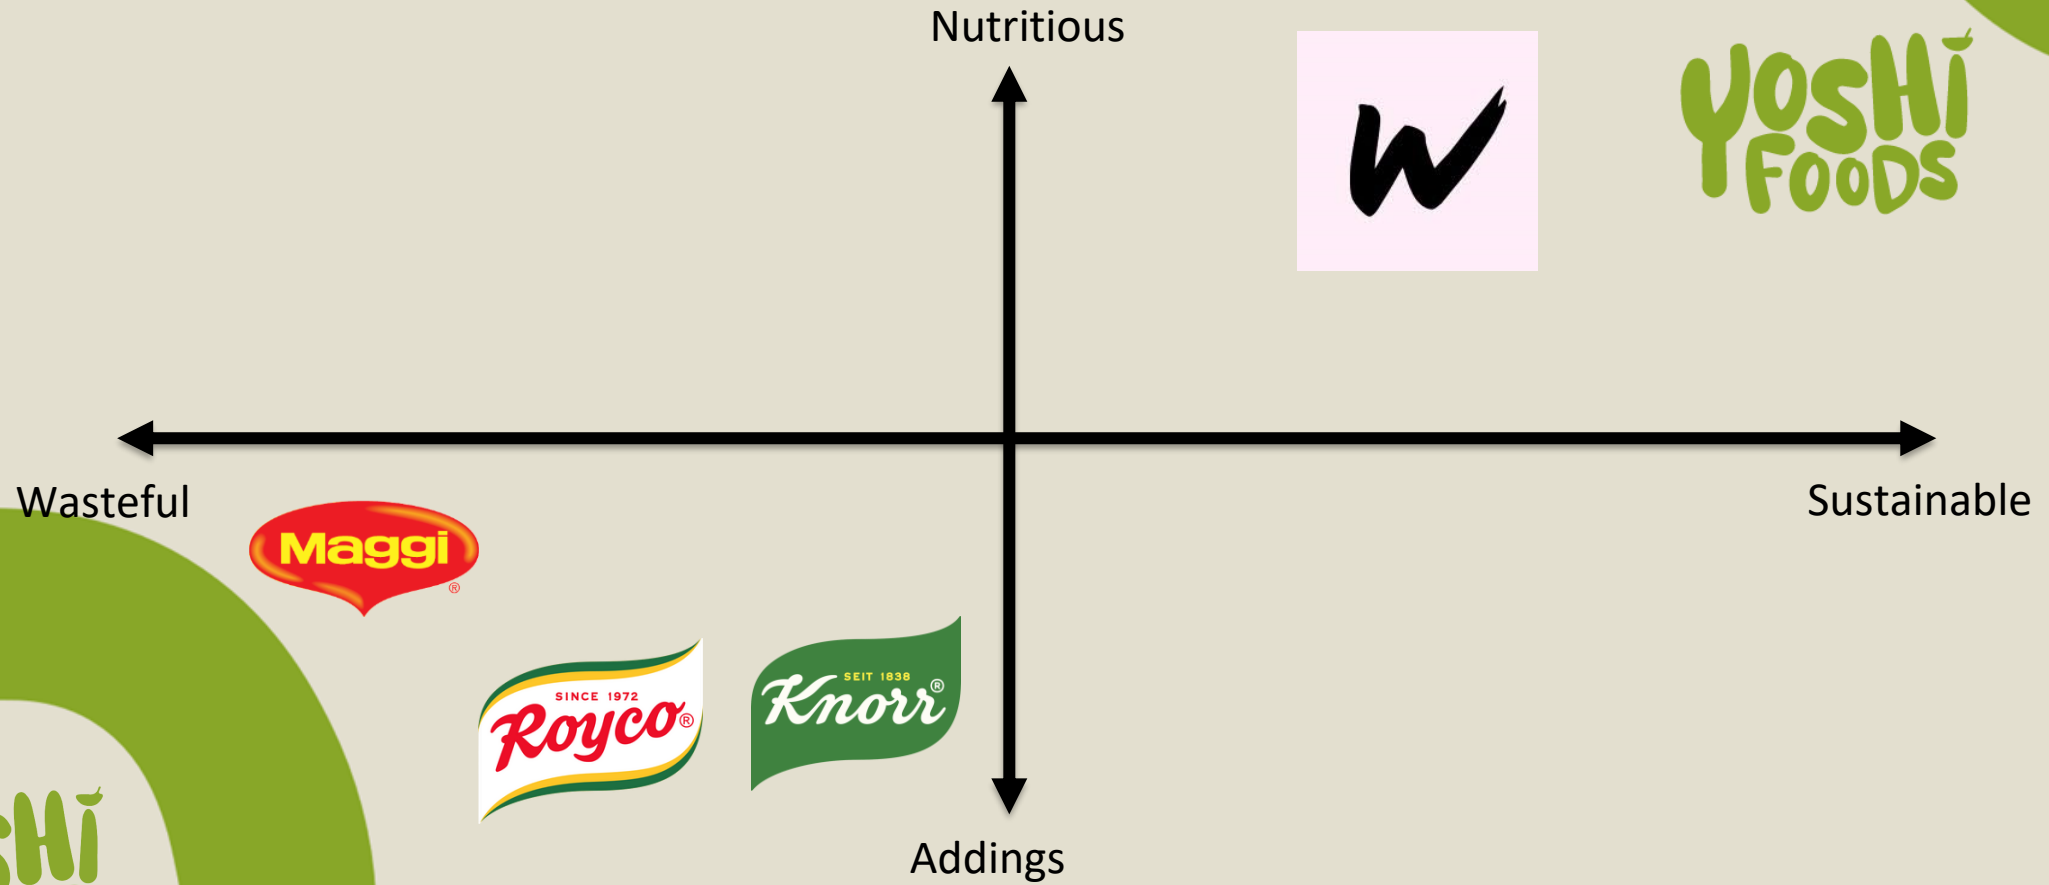 Nutritious
W
YOSHI
FOODS
Wasteful
Sustainable
Maggi
®
SINCE 1972
Royco®
SEIT 1838
Knorr®
SHI
Addings